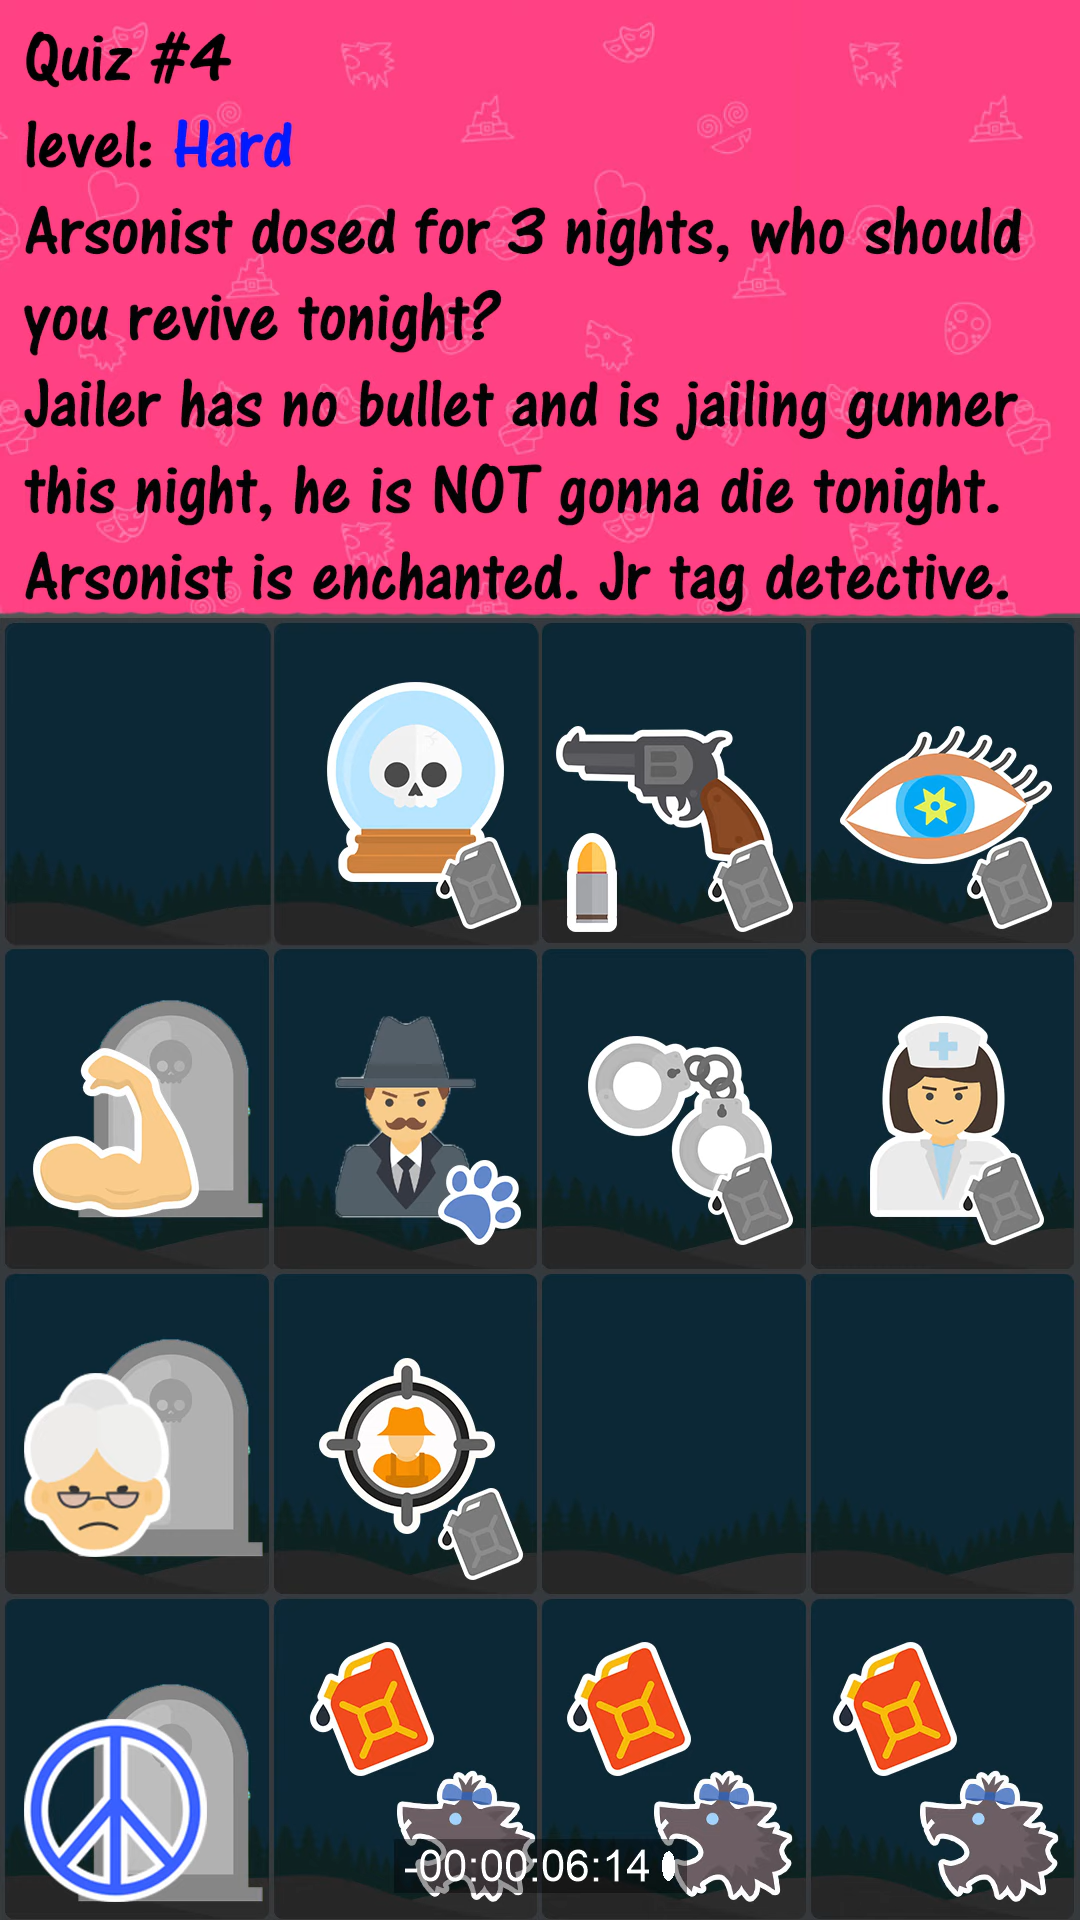 Quiz #4
level: Hard
Arsonist dosed for 3 nights, who should
you revive tonight?
Jailer has no bullet and is jailing gunner
this night, he is NOT gonna die tonight.
Arsonist is enchanted. Jr tag detective.
-00:00:06:14